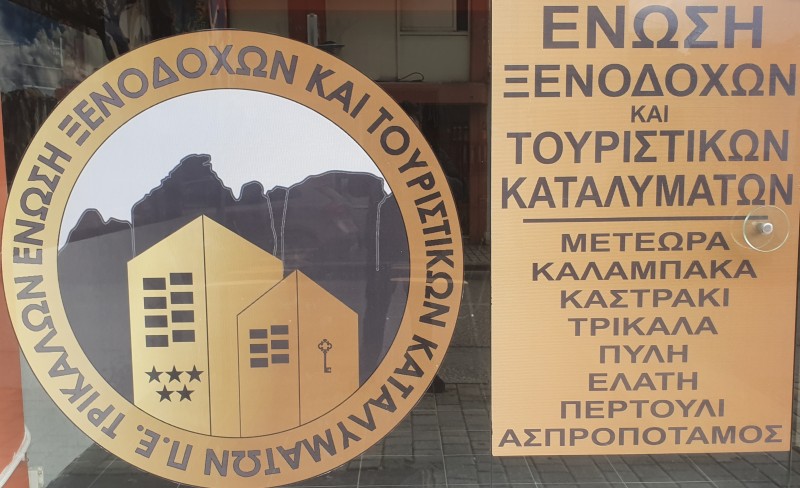 ΕΝΩΣΗ ΞΕΝΟΔΟΧΩΝ ΚΑΙ ΤΟΥΡΙΣΤΙΚΩΝ ΚΑΤΑΛΥΜΑΤΩΝ Π.Ε. ΤΡΙΚΑΛΩΝ
ΕΝΩΣΗ
ΞΕΝΟΔΟΧΩΝ
ΚΑΙ
ΤΟΥΡΙΣΤΙΚΩΝ
ΚΑΤΑΛΥΜΑΤΩΝ
ΜΕΤΕΩΡΑ
ΚΑΛΑΜΠΑΚΑ
ΚΑΣΤΡΑΚΙ
ΤΡΙΚΑΛΑ
ΠΥΛΗ
ΕΛΑΤΗ
ΠΕΡΤΟΥΛΙ
ΑΣΠΡΟΠΟΤΑΜΟΣ